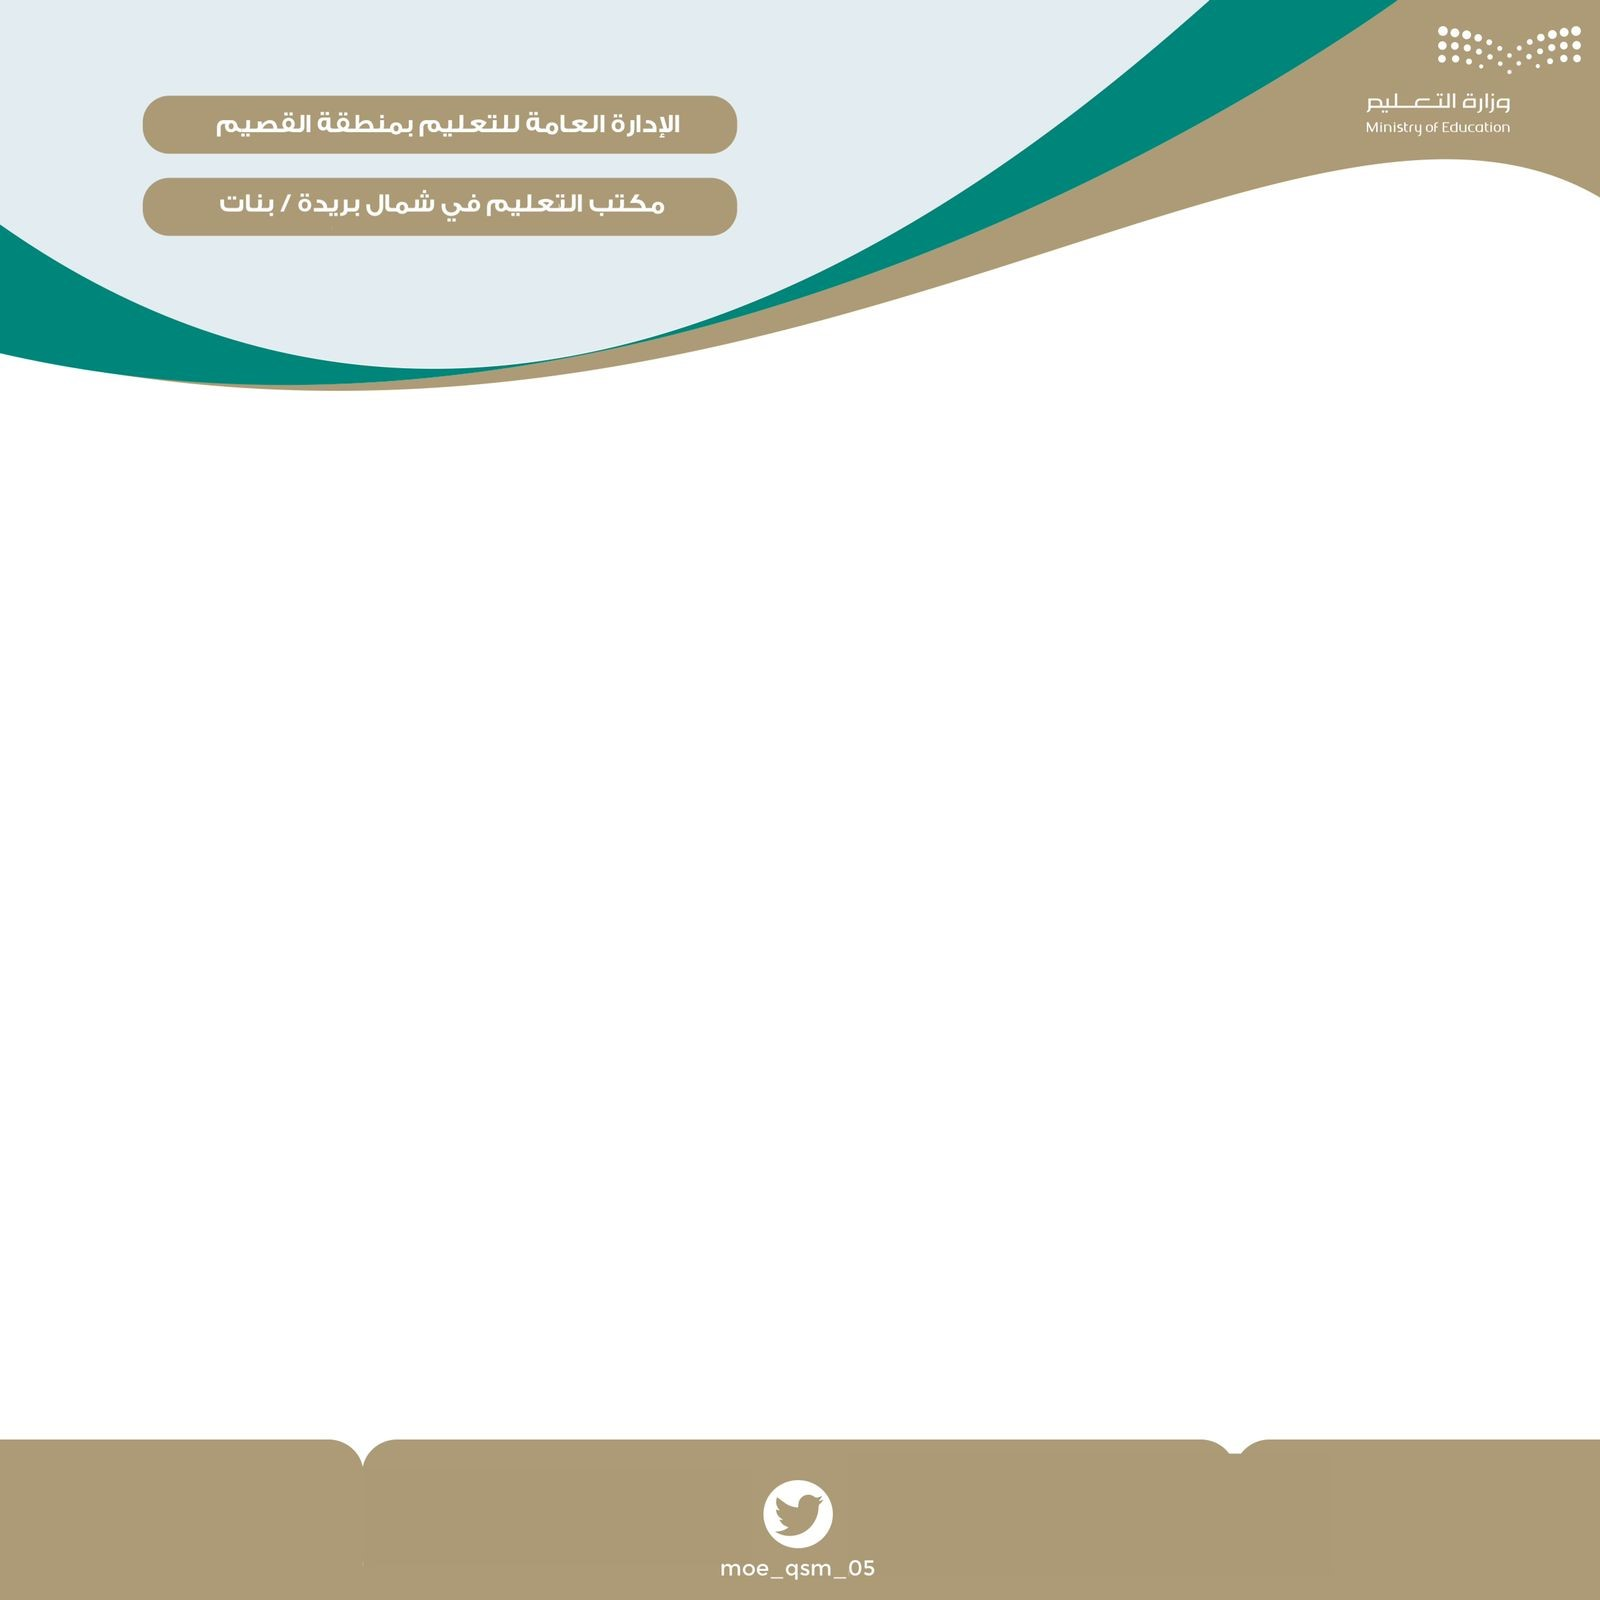 وزارة التعليم
Ministry of Education
الإدارة العامة للتعليم بمنطقة القصيم
مكتب التعليم في شمال بريدة / بنات
moe_qsm_05